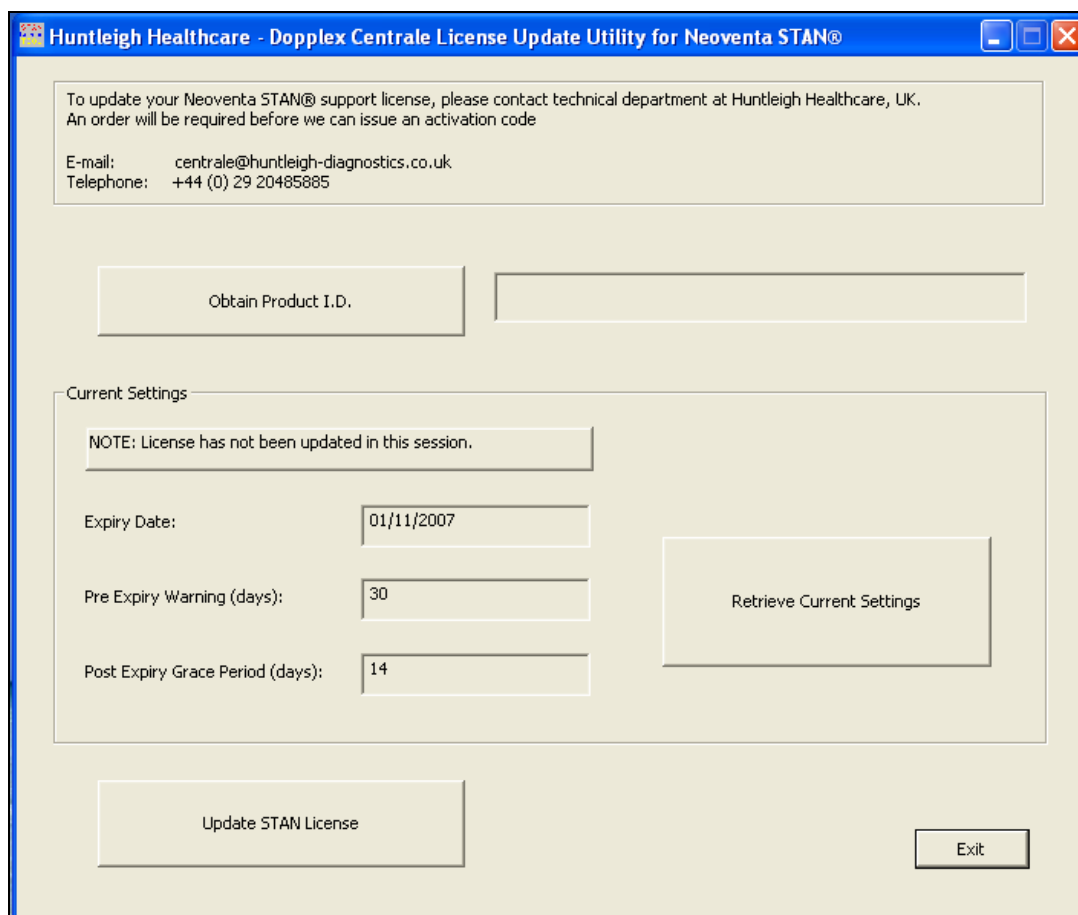 Huntleigh Healthcare - Dopplex Centrale License Update Utility for Neoventa STAN®
To update your Neoventa STAN® support license, please contact technical department at Huntleigh Healthcare, UK.
An order will be required before we can issue an activation code
E-mail: centrale@huntleigh-diagnostics.co.uk
Telephone: +44 (0) 29 20485885
Obtain Product I.D.
Current Settings
NOTE: License has not been updated in this session.
Expiry Date: 01/11/2007
Pre Expiry Warning (days): 30
Retrieve Current Settings
Post Expiry Grace Period (days): 14
Update STAN License
Exit